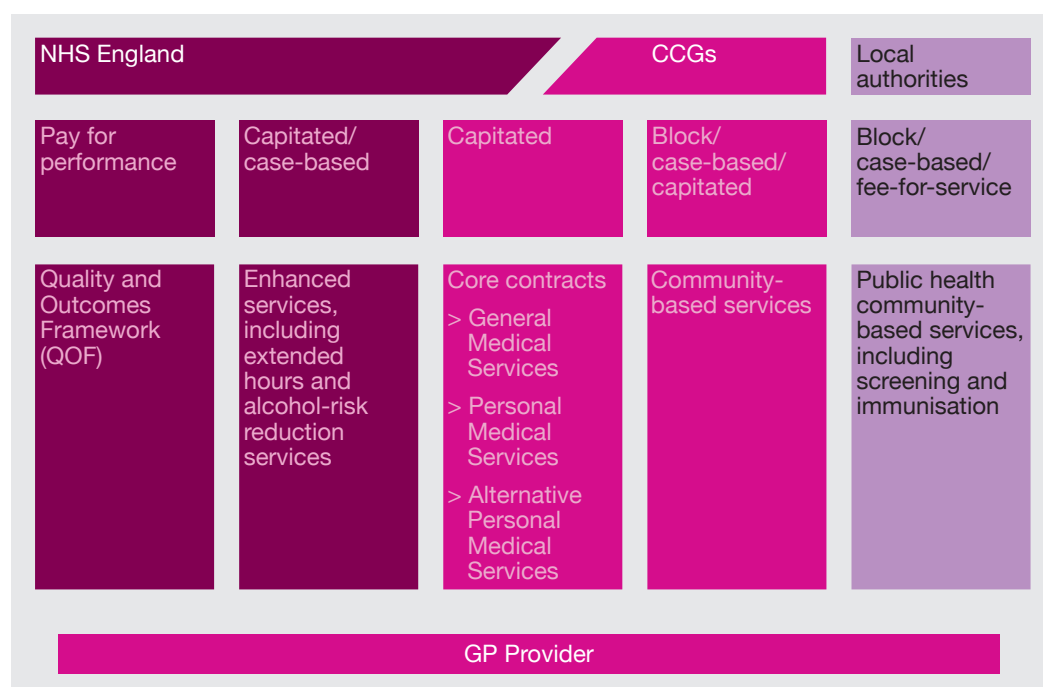 NHS England
CCGs
Local
authorities
Pay for
performance
Capitated/
case-based
Capitated
Block/
case-based/
capitated
Block/
case-based/
fee-for-service
Quality and
Outcomes
Framework
(QOF)
Enhanced
services,
including
extended
hours and
alcohol-risk
reduction
services
Core contracts
> General
Medical
Services
> Personal
Medical
Services
> Alternative
Personal
Medical
Services
Community-
based services
Public health
community-
based services,
including
screening and
immunisation
GP Provider